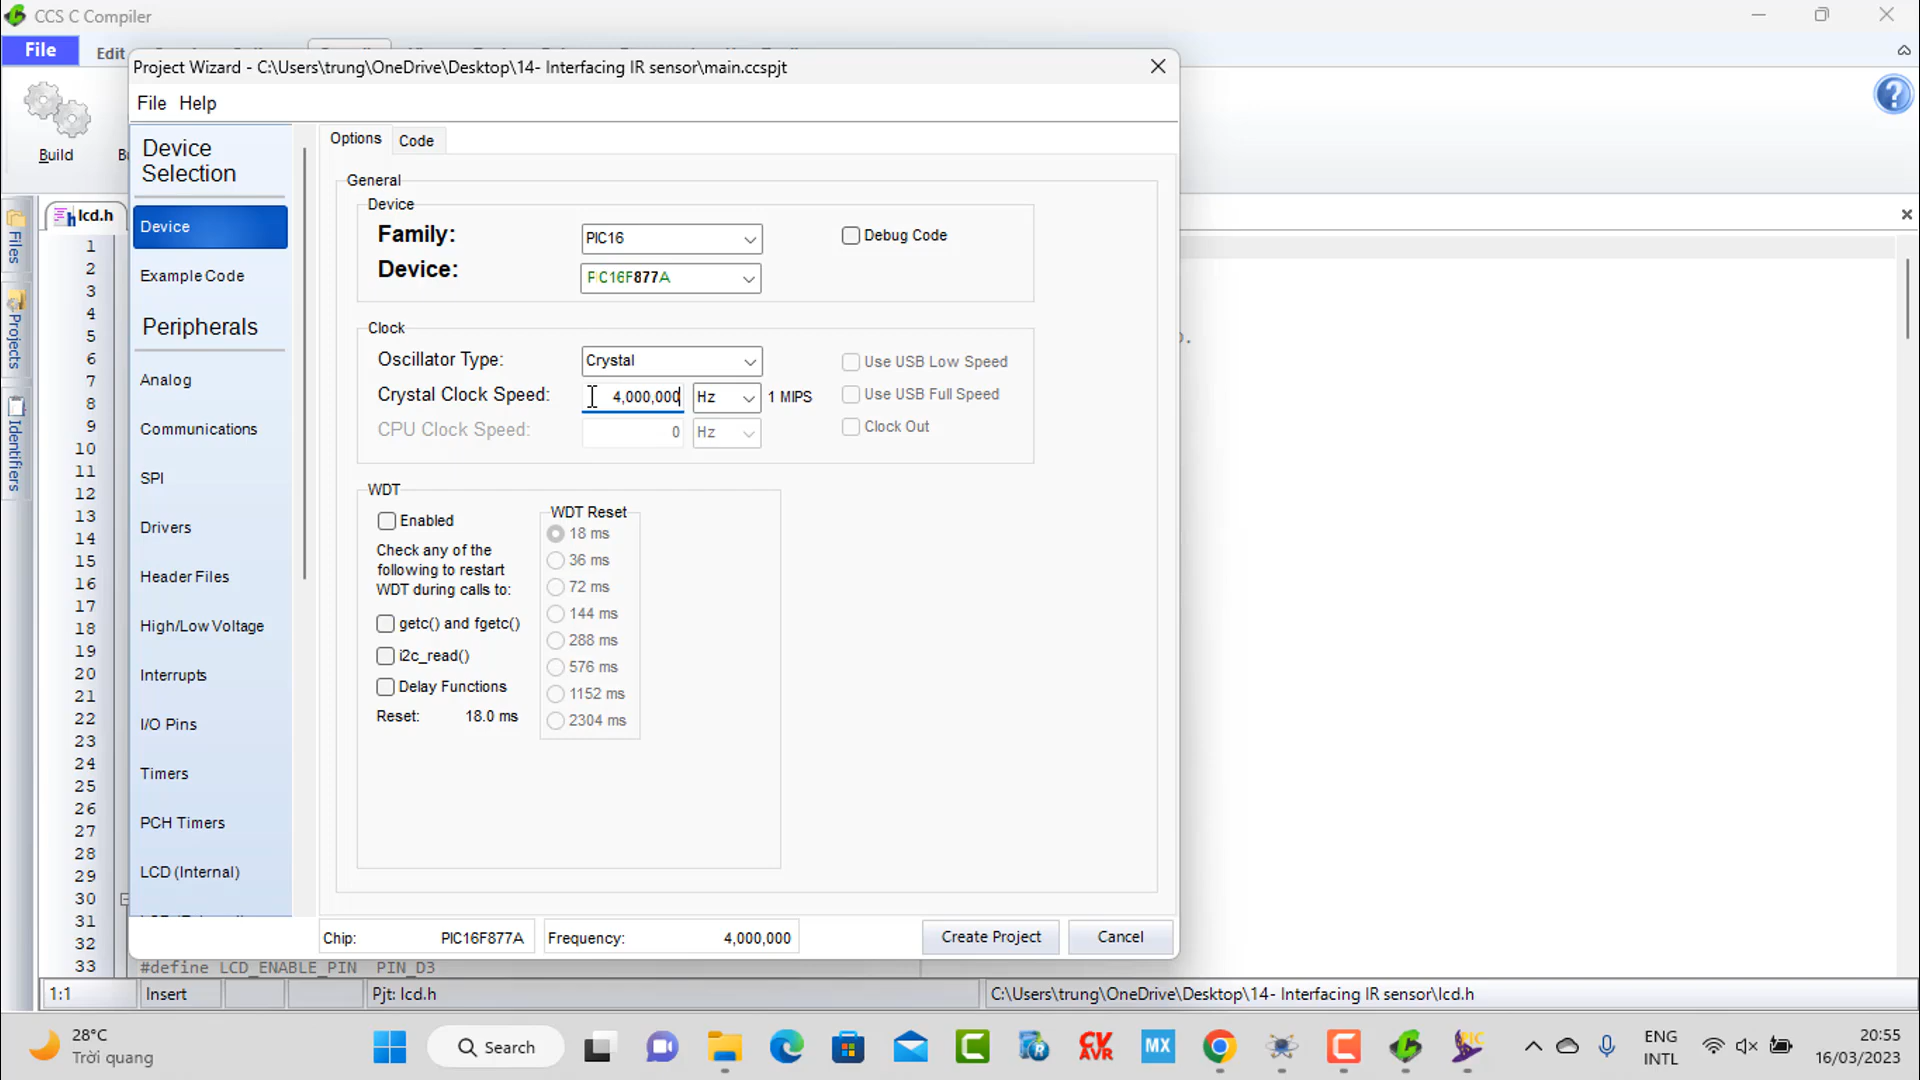 CCS C Compiler
File Edit
Project Wizard - C:\Users\trung\OneDrive\Desktop\14- Interfacing IR sensor\main.ccspjt
File Help
Build
Device Selection
Device
Example Code
Peripherals
Analog
Communications
SPI
Drivers
Header Files
High/Low Voltage
Interrupts
I/O Pins
Timers
PCH Timers
LCD (Internal)
Options Code
General
Device
Family: PIC16
Debug Code
Device: PIC16F877A
Clock
Oscillator Type: Crystal
Use USB Low Speed
Crystal Clock Speed: 4,000,000 Hz 1 MIPS
Use USB Full Speed
CPU Clock Speed: 0 Hz
Clock Out
WDT
Enabled
Check any of the
following to restart
WDT during calls to:
getc() and fgetc()
i2c_read()
Delay Functions
Reset: 18.0 ms
WDT Reset
18 ms
36 ms
72 ms
144 ms
288 ms
576 ms
1152 ms
2304 ms
Chip: PIC16F877A
Frequency: 4,000,000
Create Project
Cancel
Files
Projects
Identifiers
lcd.h
1
2
3
4
5
6
7
8
9
10
11
12
13
14
15
16
17
18
19
20
21
22
23
24
25
26
27
28
29
30
31
32
33 #define LCD_ENABLE_PIN PIN_D3
1:1 Insert Pjt: lcd.h C:\Users\trung\OneDrive\Desktop\14- Interfacing IR sensor\lcd.h
28°C
Trời quang
Search
CV
AVR
MX
PIC
ENG
INTL
20:55
16/03/2023